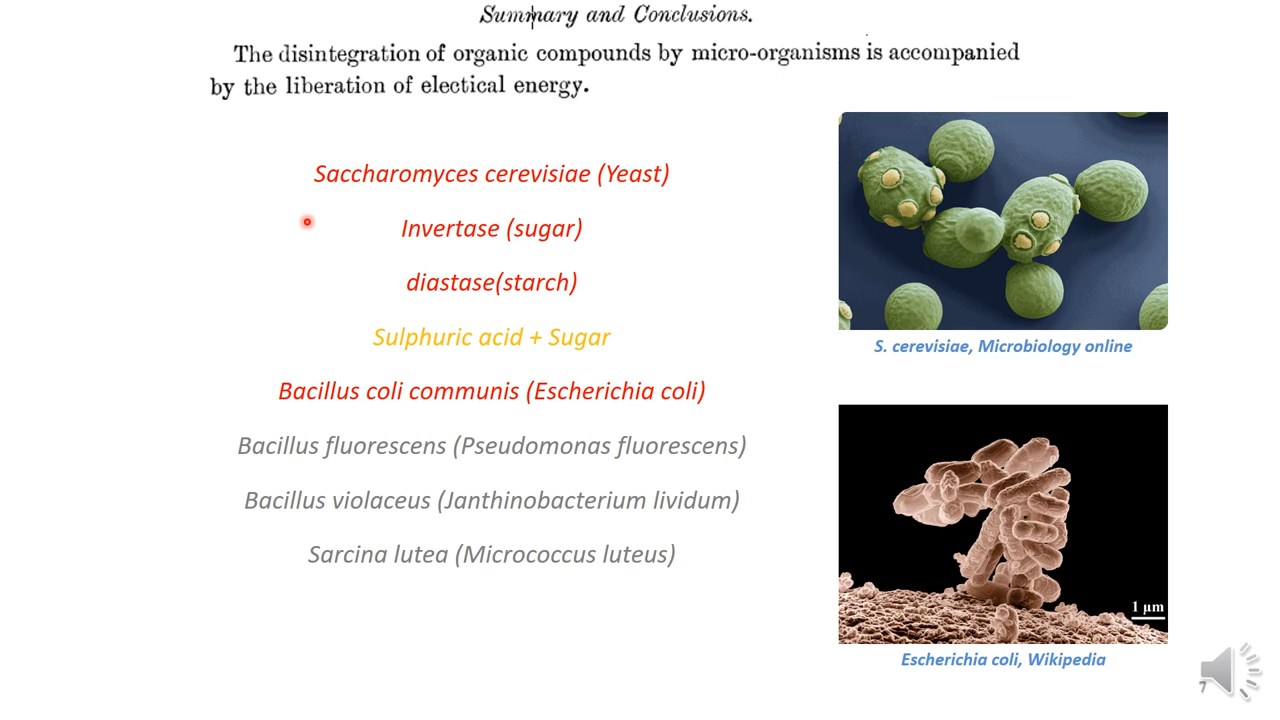 Summary and Conclusions.
The disintegration of organic compounds by micro-organisms is accompanied
by the liberation of electical energy.
Saccharomyces cerevisiae (Yeast)
Invertase (sugar)
diastase(starch)
Sulphuric acid + Sugar
Bacillus coli communis (Escherichia coli)
Bacillus fluorescens (Pseudomonas fluorescens)
Bacillus violaceus (Janthinobacterium lividum)
Sarcina lutea (Micrococcus luteus)
S. cerevisiae, Microbiology online
1 µm
Escherichia coli, Wikipedia
7